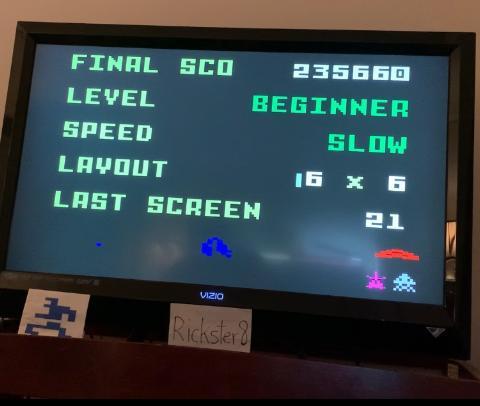 FINAL SCO 235660
LEVEL BEGINNER
SPEED SLOW
LAYOUT 16 x 6
LAST SCREEN 21
VIZIO
Rickster8